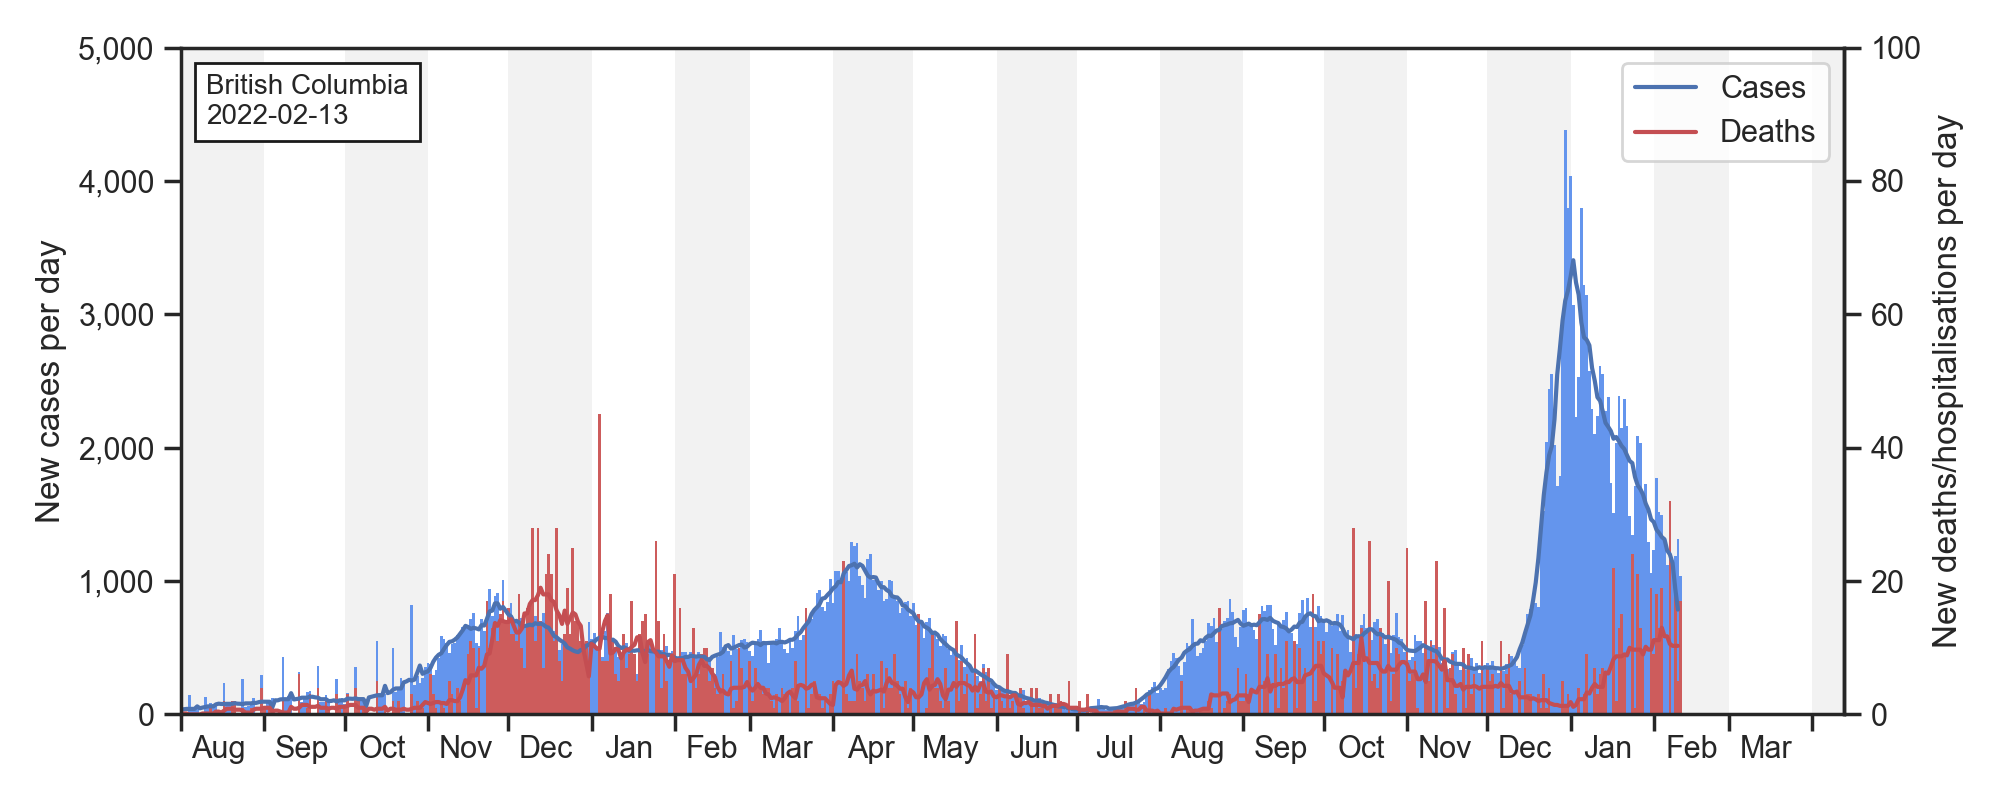 British Columbia
2022-02-13
Cases
Deaths
New cases per day
5,000
4,000
3,000
2,000
1,000
0
100
80
60
40
20
0
New deaths/hospitalisations per day
Aug Sep Oct Nov Dec Jan Feb Mar Apr May Jun Jul Aug Sep Oct Nov Dec Jan Feb Mar